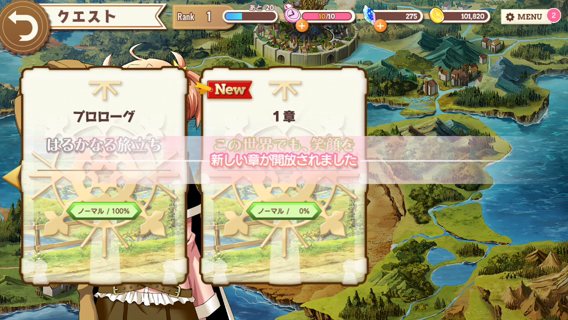 クエスト
Rank 1
あと 20
10/10
275
101,820
MENU 2
プロローグ
はるかなる旅立ち
ノーマル / 100%
New
1章
この世界でも、笑顔を
新しい章が開放されました
ノーマル / 0%